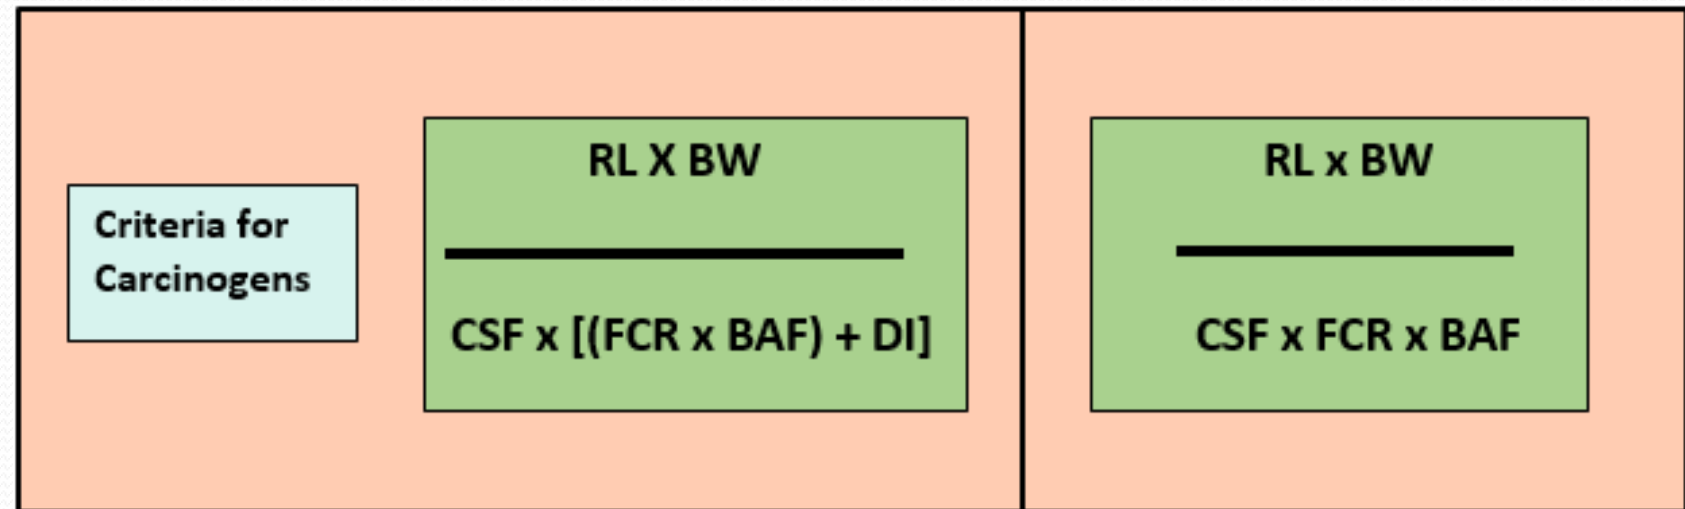 Criteria for
Carcinogens
RL X BW
CSF x [(FCR x BAF) + DI]
RL x BW
CSF x FCR x BAF